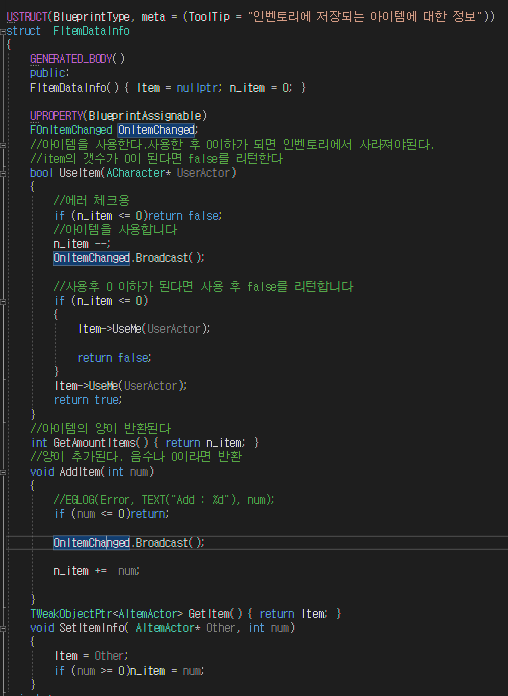 USTRUCT(BlueprintType, meta = (ToolTip = "인벤토리에 저장되는 아이템에 대한 정보"))
struct FItemDataInfo
{
GENERATED_BODY()
public:
FItemDataInfo() { Item = nullptr; n_item = 0; }
UPROPERTY(BlueprintAssignable)
FOnItemChanged OnItemChanged;
//아이템을 사용한다.사용한 후 0이하가 되면 인벤토리에서 사라져야된다.
//item의 갯수가 0이 된다면 false를 리턴한다
bool UseItem(ACharacter* UserActor)
{
//에러 체크용
if (n_item <= 0)return false;
//아이템을 사용합니다
n_item --;
OnItemChanged.Broadcast();
//사용후 0 이하가 된다면 사용 후 false를 리턴합니다
if (n_item <= 0)
{
Item->UseMe(UserActor);
return false;
}
Item->UseMe(UserActor);
return true;
}
//아이템의 양이 반환된다
int GetAmountItems() { return n_item; }
//양이 추가된다. 음수나 0이라면 반환
void AddItem(int num)
{
//EGLOG(Error, TEXT("Add : %d"), num);
if (num <= 0)return;
OnItemChanged.Broadcast();
n_item += num;
}
TWeakObjectPtr<AItemActor> GetItem() { return Item; }
void SetItemInfo( AItemActor* Other, int num)
{
Item = Other;
if (num >= 0)n_item = num;
}